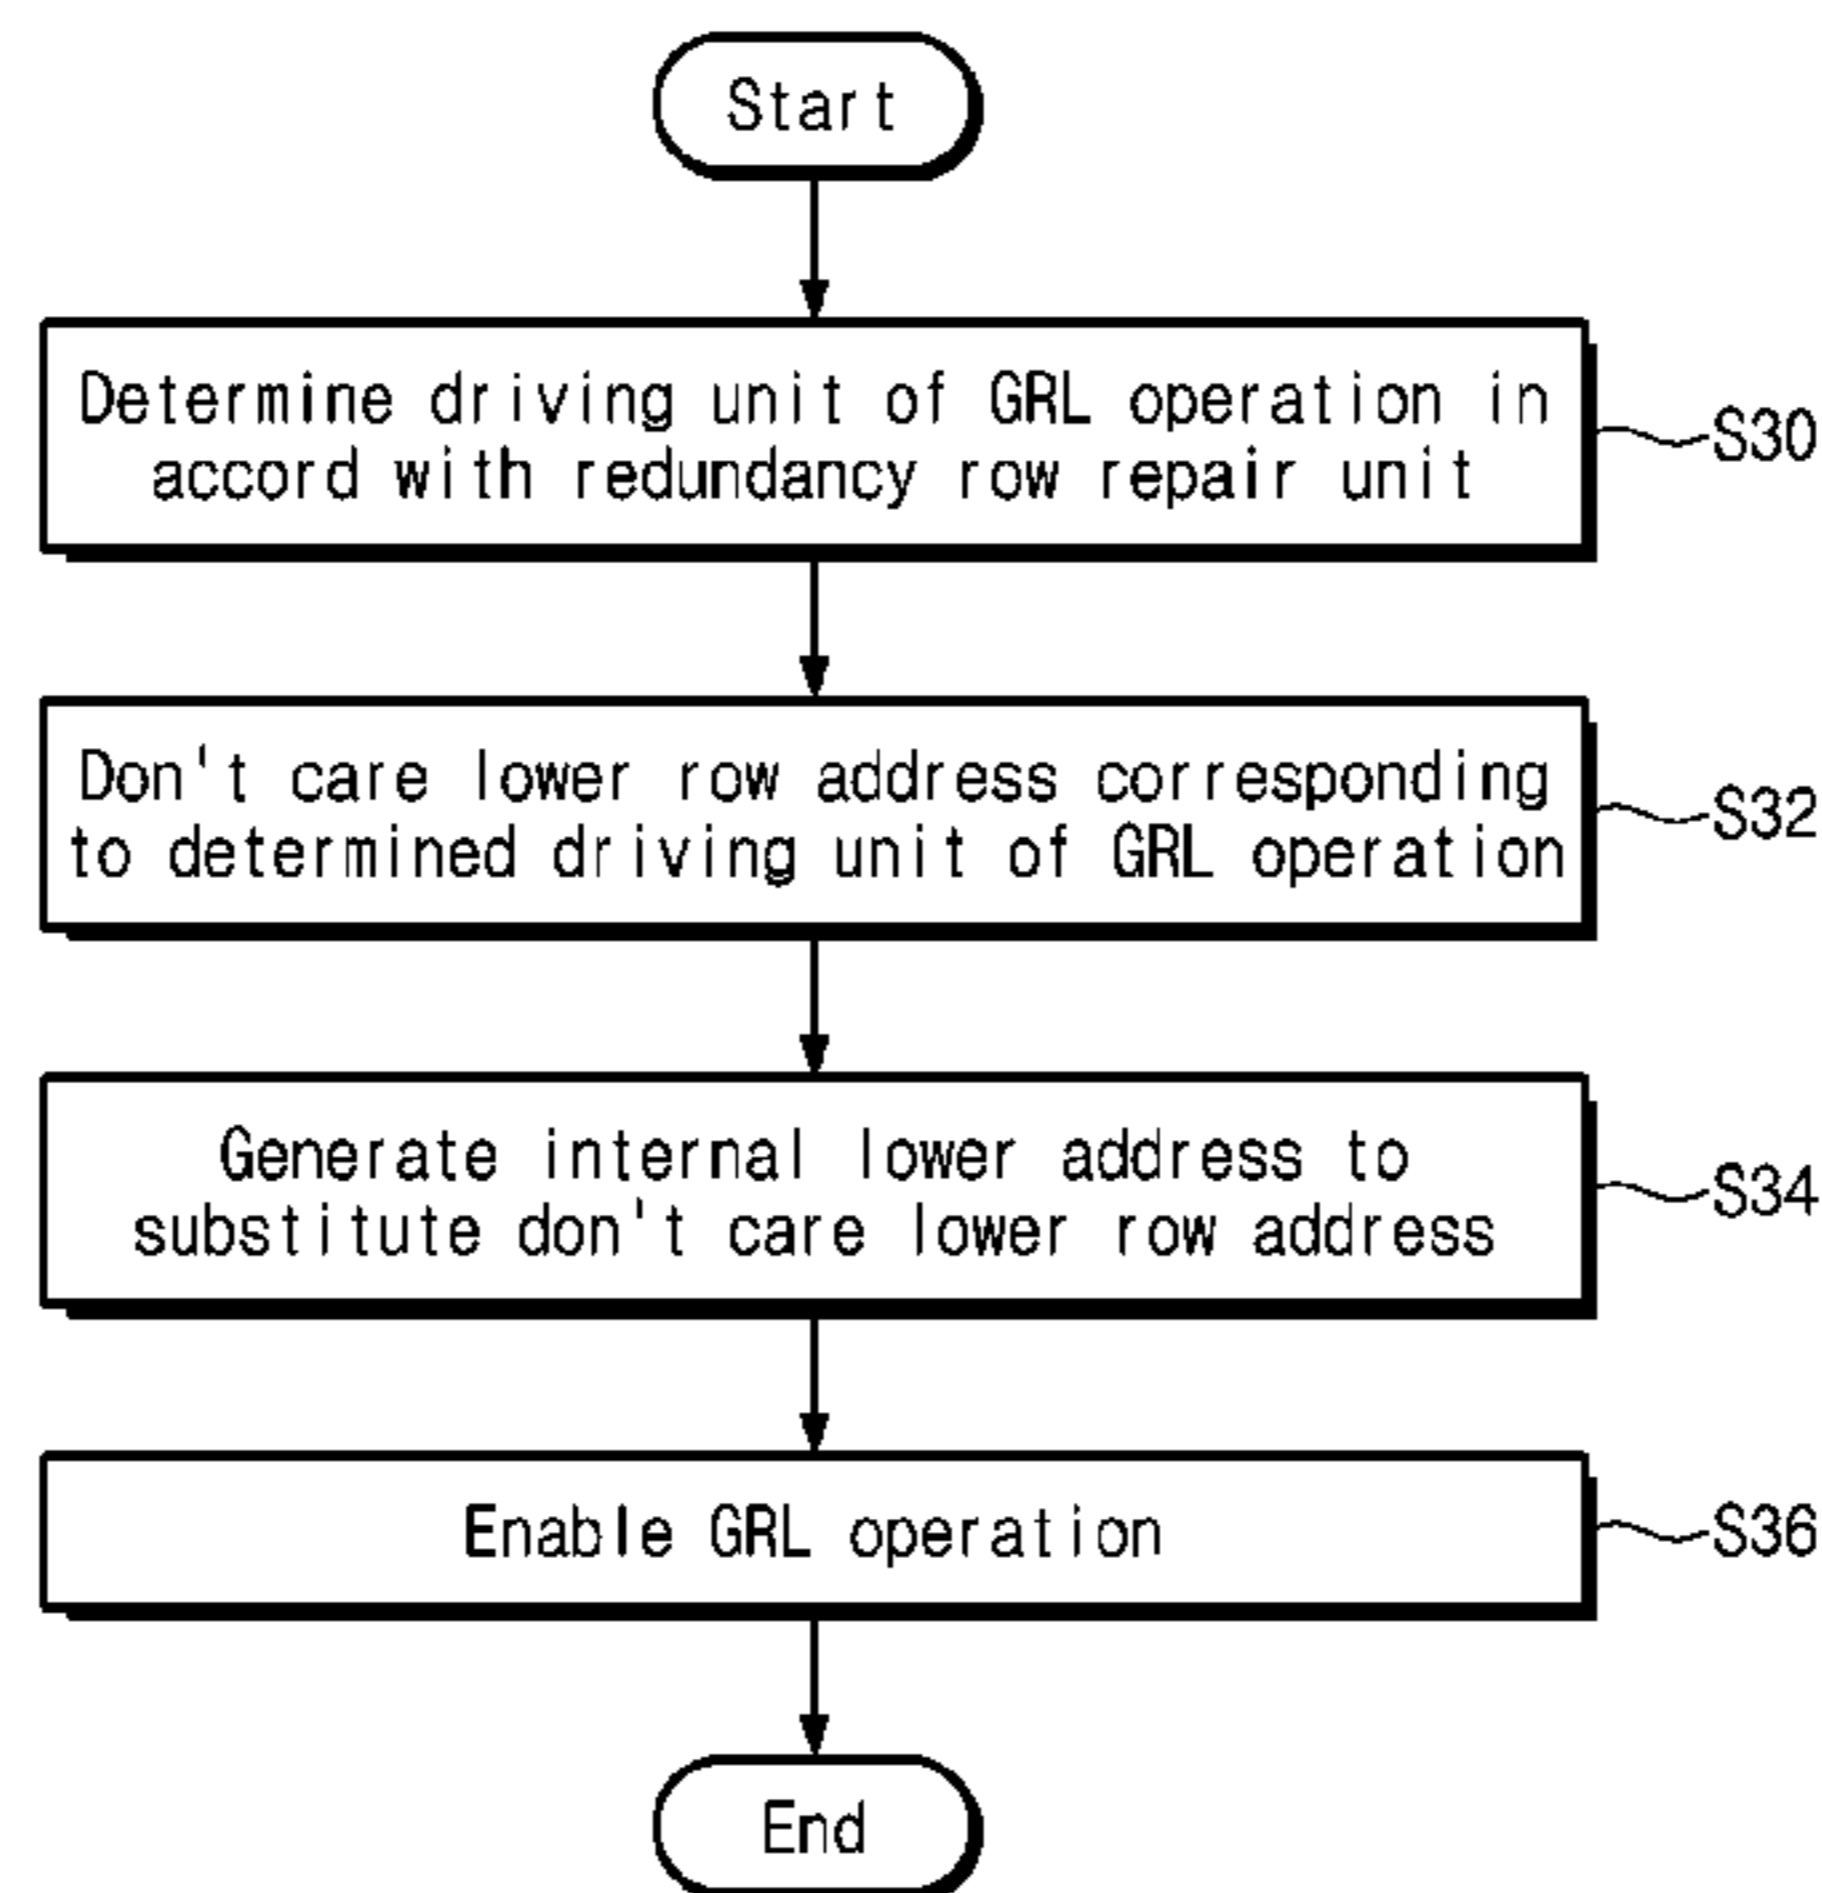 Start
Determine driving unit of GRL operation in
accord with redundancy row repair unit
S30
Don't care lower row address corresponding
to determined driving unit of GRL operation
S32
Generate internal lower address to
substitute don't care lower row address
S34
Enable GRL operation
S36
End